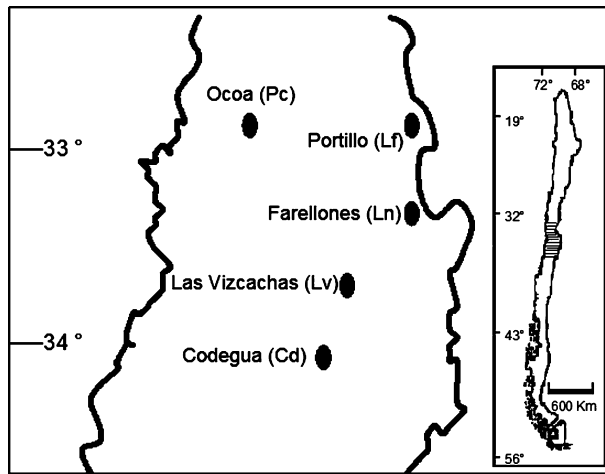 Ocoa (Pc)
33°
Portillo (Lf)
Farellones (Ln)
Las Vizcachas (Lv)
34°
Codegua (Cd)
72° 68°
19°
32°
43°
600 Km
56°